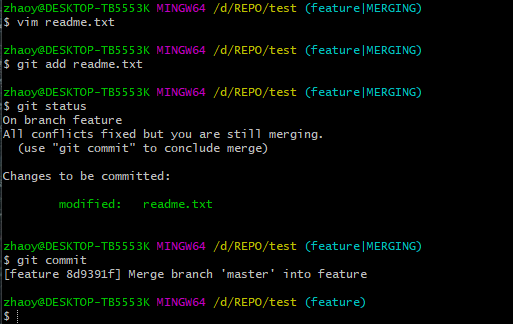 zhaoy@DESKTOP-TB5553K MINGW64 /d/REPO/test (feature|MERGING)
$ vim readme.txt
zhaoy@DESKTOP-TB5553K MINGW64 /d/REPO/test (feature|MERGING)
$ git add readme.txt
zhaoy@DESKTOP-TB5553K MINGW64 /d/REPO/test (feature|MERGING)
$ git status
On branch feature
All conflicts fixed but you are still merging.
  (use "git commit" to conclude merge)
Changes to be committed:
        modified:   readme.txt
zhaoy@DESKTOP-TB5553K MINGW64 /d/REPO/test (feature|MERGING)
$ git commit
[feature 8d9391f] Merge branch 'master' into feature
zhaoy@DESKTOP-TB5553K MINGW64 /d/REPO/test (feature)
$